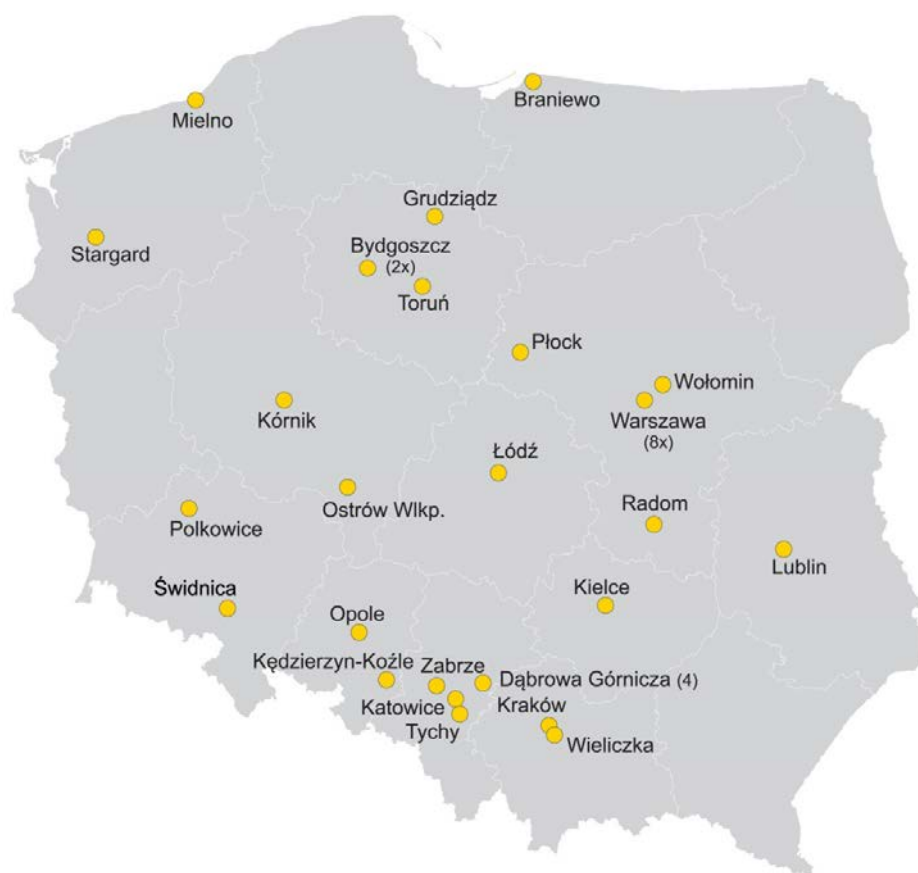 Braniewo
Mielno
Grudziądz
Bydgoszcz
(2x)
Stargard
Toruń
Płock
Wołomin
Kórnik
Warszawa
(8x)
Łódź
Ostrów Wlkp.
Radom
Polkowice
Lublin
Świdnica
Kielce
Opole
Kędzierzyn-Koźle
Zabrze
Dąbrowa Górnicza (4)
Katowice
Kraków
Tychy
Wieliczka